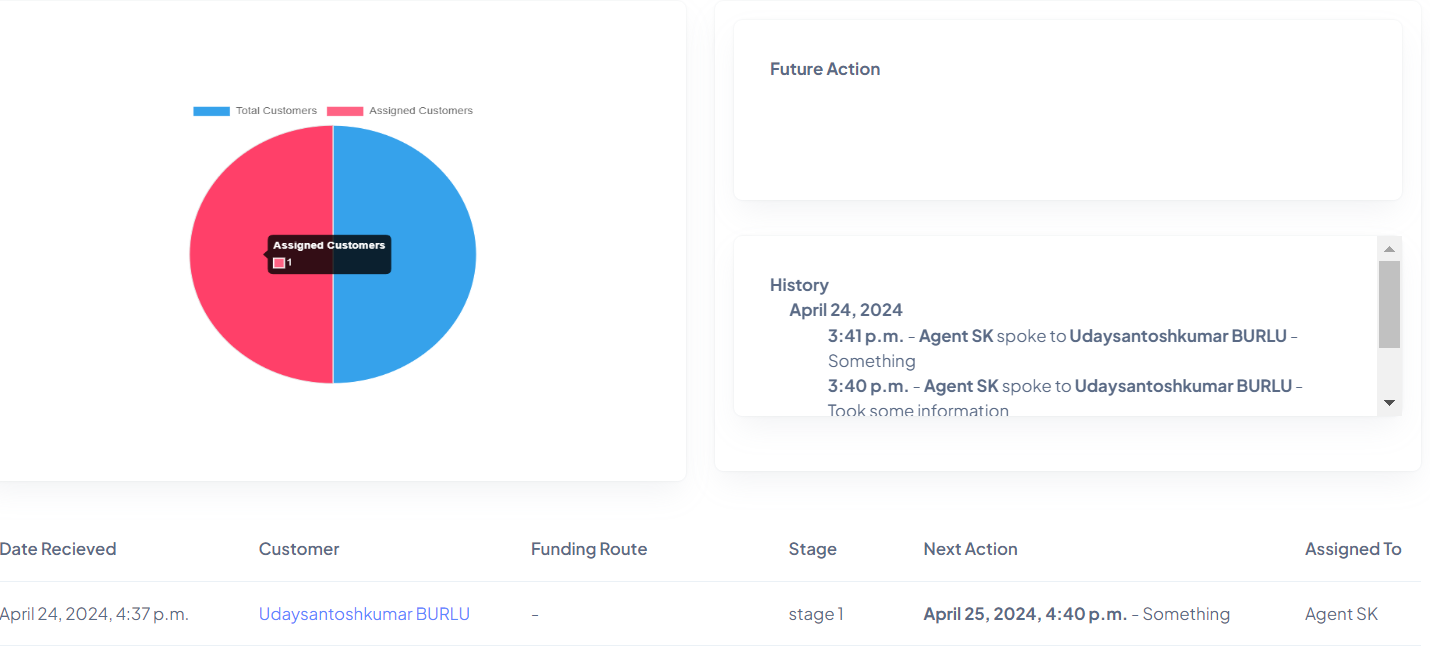 Total Customers Assigned Customers
Assigned Customers
1
Future Action
History
April 24, 2024
3:41 p.m. - Agent SK spoke to Udaysantoshkumar BURLU -
Something
3:40 p.m. - Agent SK spoke to Udaysantoshkumar BURLU -
Took some information
Date Recieved Customer Funding Route Stage Next Action Assigned To
April 24, 2024, 4:37 p.m. Udaysantoshkumar BURLU - stage 1 April 25, 2024, 4:40 p.m. - Something Agent SK